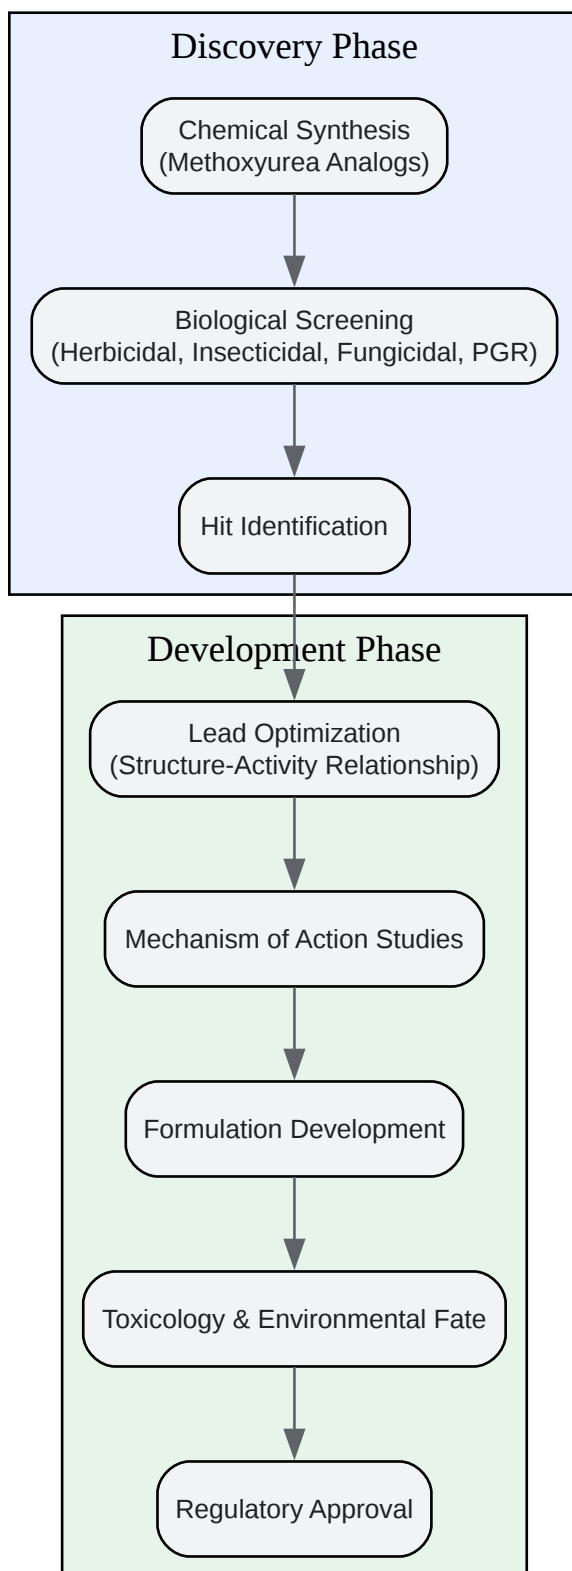 Discovery Phase
Chemical Synthesis
(Methoxyurea Analogs)
Biological Screening
(Herbicidal, Insecticidal, Fungicidal, PGR)
Hit Identification
Development Phase
Lead Optimization
(Structure-Activity Relationship)
Mechanism of Action Studies
Formulation Development
Toxicology & Environmental Fate
Regulatory Approval